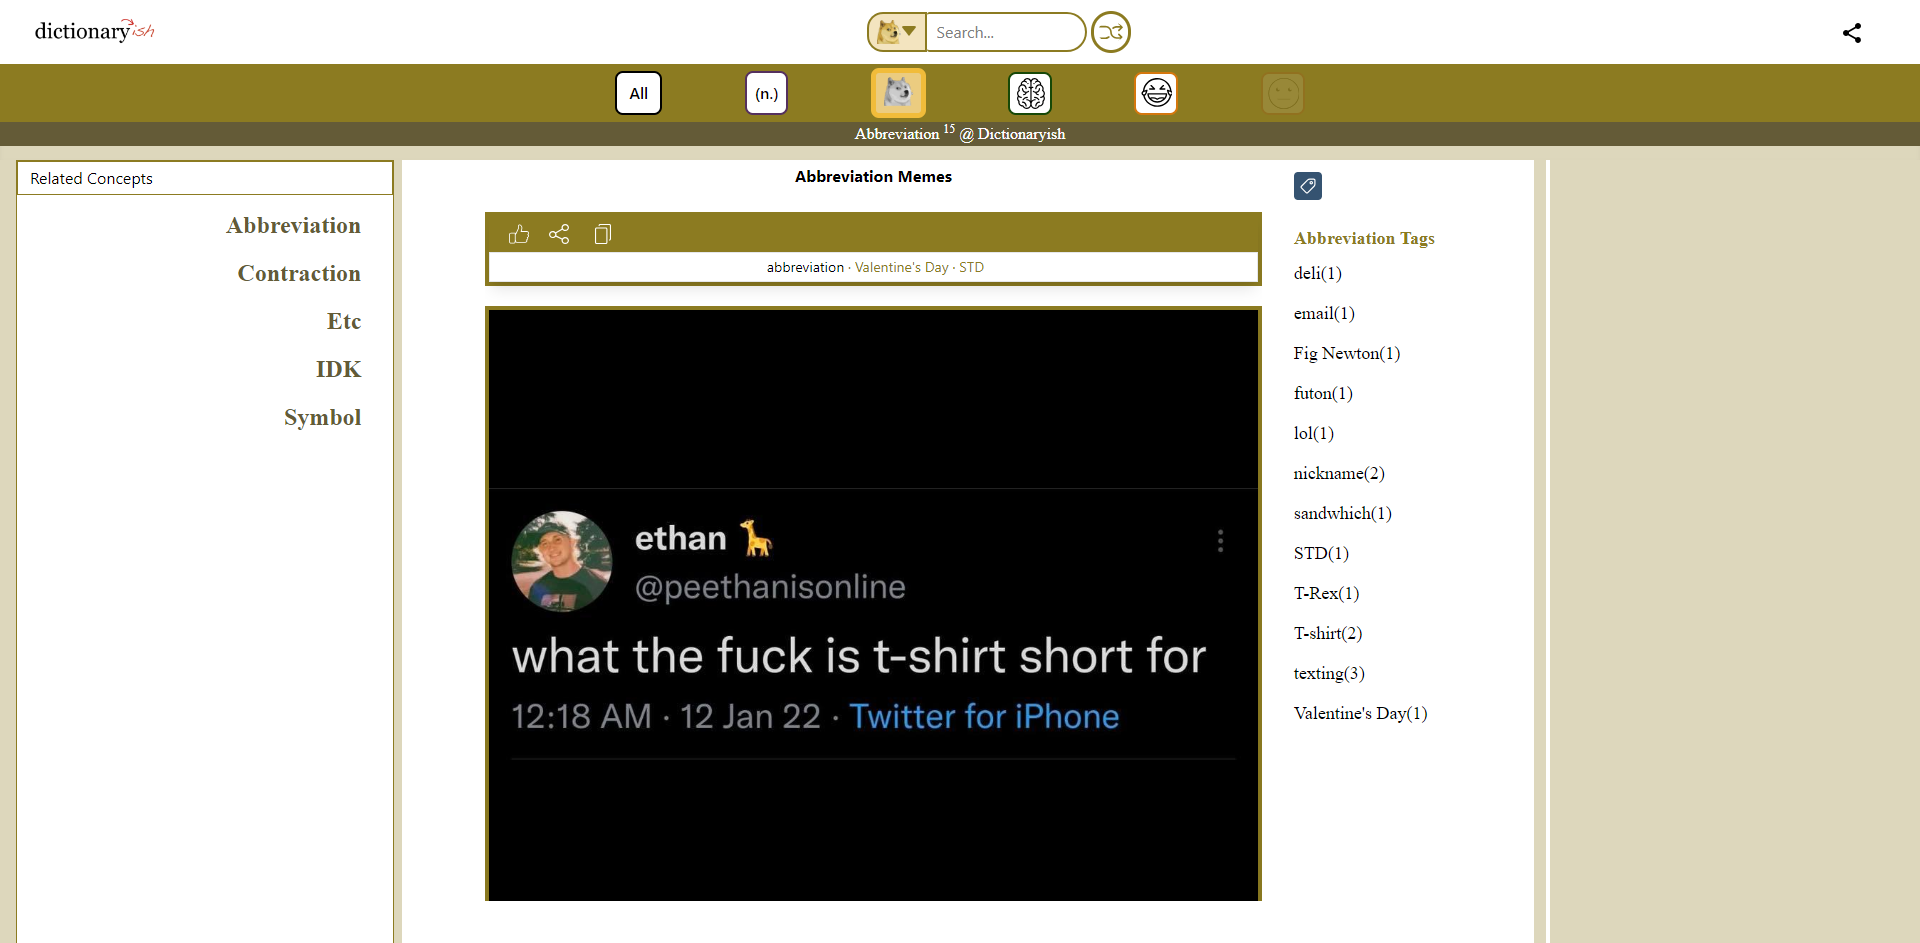 dictionaryish
Search...
All
(n.)
Abbreviation 15 @ Dictionaryish
Related Concepts
Abbreviation
Contraction
Etc
IDK
Symbol
Abbreviation Memes
abbreviation · Valentine's Day · STD
ethan 🦒
@peethanisonline
what the fuck is t-shirt short for
12:18 AM · 12 Jan 22 · Twitter for iPhone
Abbreviation Tags
deli(1)
email(1)
Fig Newton(1)
futon(1)
lol(1)
nickname(2)
sandwhich(1)
STD(1)
T-Rex(1)
T-shirt(2)
texting(3)
Valentine's Day(1)